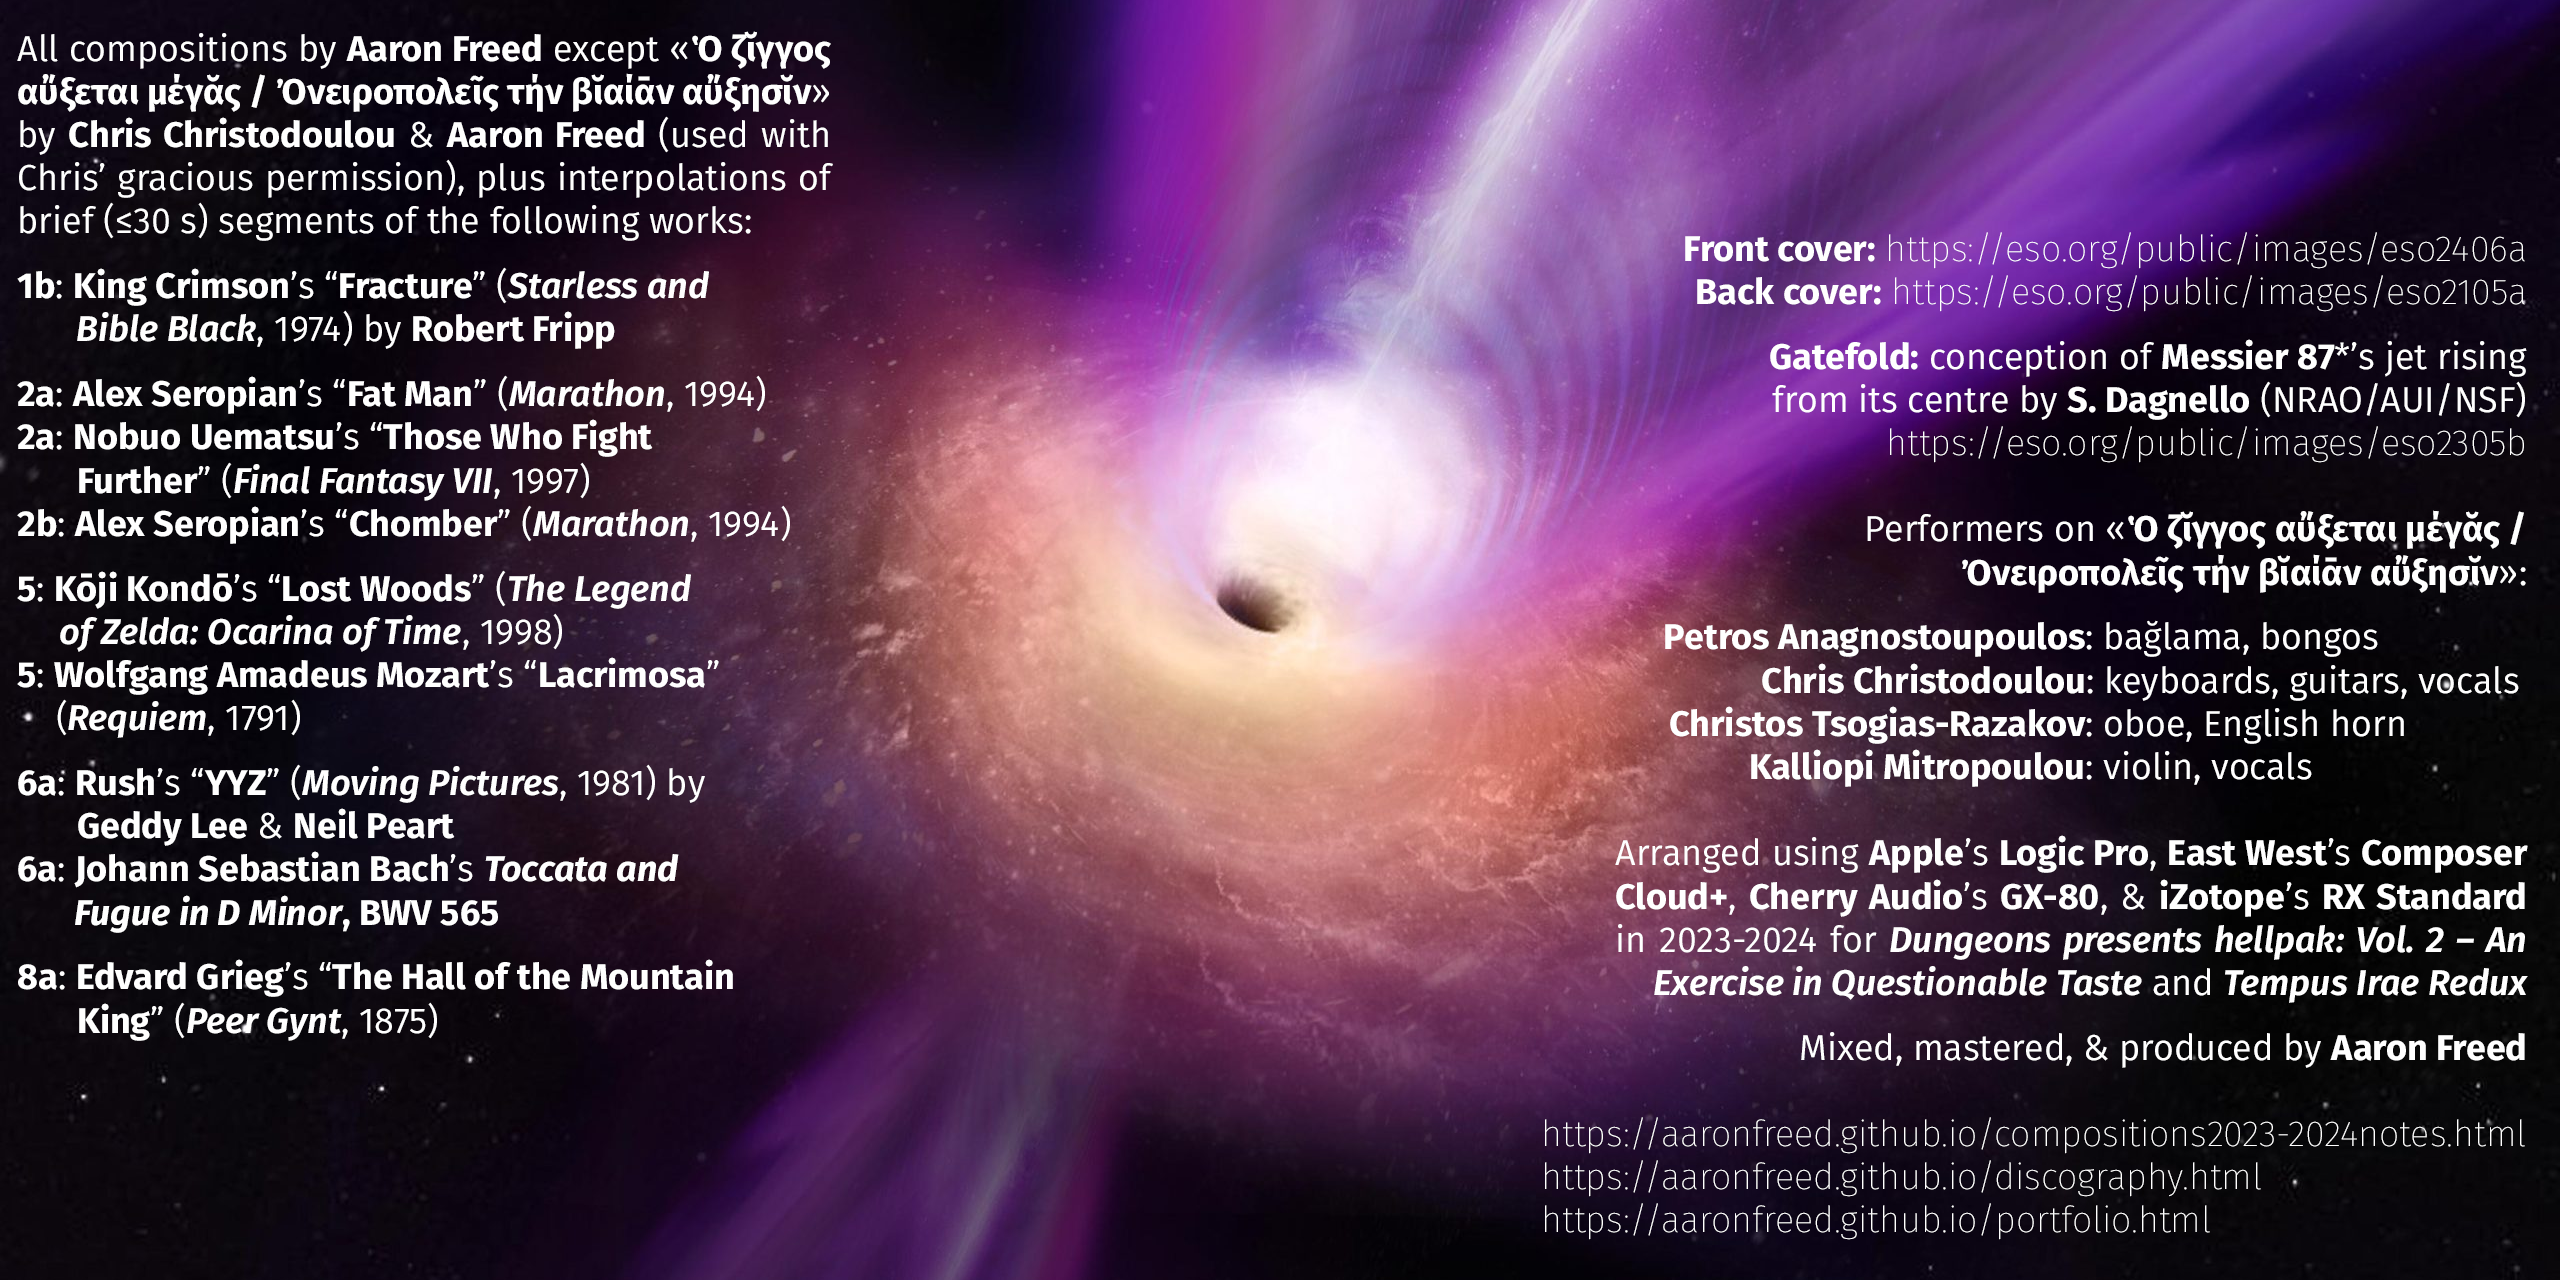 All compositions by Aaron Freed except «Ὁ ζῐ́γγος
αὔξεται μέγᾰς / Ὀνειροπολεῖς τήν βῐαίᾱν αὔξησῐν»
by Chris Christodoulou & Aaron Freed (used with
Chris’ gracious permission), plus interpolations of
brief (≤30 s) segments of the following works:
1b: King Crimson’s “Fracture” (Starless and
Bible Black, 1974) by Robert Fripp
2a: Alex Seropian’s “Fat Man” (Marathon, 1994)
2a: Nobuo Uematsu’s “Those Who Fight
Further” (Final Fantasy VII, 1997)
2b: Alex Seropian’s “Chomber” (Marathon, 1994)
5: Kōji Kondō’s “Lost Woods” (The Legend
of Zelda: Ocarina of Time, 1998)
5: Wolfgang Amadeus Mozart’s “Lacrimosa”
(Requiem, 1791)
6a: Rush’s “YYZ” (Moving Pictures, 1981) by
Geddy Lee & Neil Peart
6a: Johann Sebastian Bach’s Toccata and
Fugue in D Minor, BWV 565
8a: Edvard Grieg’s “The Hall of the Mountain
King” (Peer Gynt, 1875)
Front cover: https://eso.org/public/images/eso2406a
Back cover: https://eso.org/public/images/eso2105a
Gatefold: conception of Messier 87*’s jet rising
from its centre by S. Dagnello (NRAO/AUI/NSF)
https://eso.org/public/images/eso2305b
Performers on «Ὁ ζῐ́γγος αὔξεται μέγᾰς /
Ὀνειροπολεῖς τήν βῐαίᾱν αὔξησῐν»:
Petros Anagnostoupoulos: bağlama, bongos
Chris Christodoulou: keyboards, guitars, vocals
Christos Tsogias-Razakov: oboe, English horn
Kalliopi Mitropoulou: violin, vocals
Arranged using Apple’s Logic Pro, East West’s Composer
Cloud+, Cherry Audio’s GX-80, & iZotope’s RX Standard
in 2023-2024 for Dungeons presents hellpak: Vol. 2 – An
Exercise in Questionable Taste and Tempus Irae Redux
Mixed, mastered, & produced by Aaron Freed
https://aaronfreed.github.io/compositions2023-2024notes.html
https://aaronfreed.github.io/discography.html
https://aaronfreed.github.io/portfolio.html